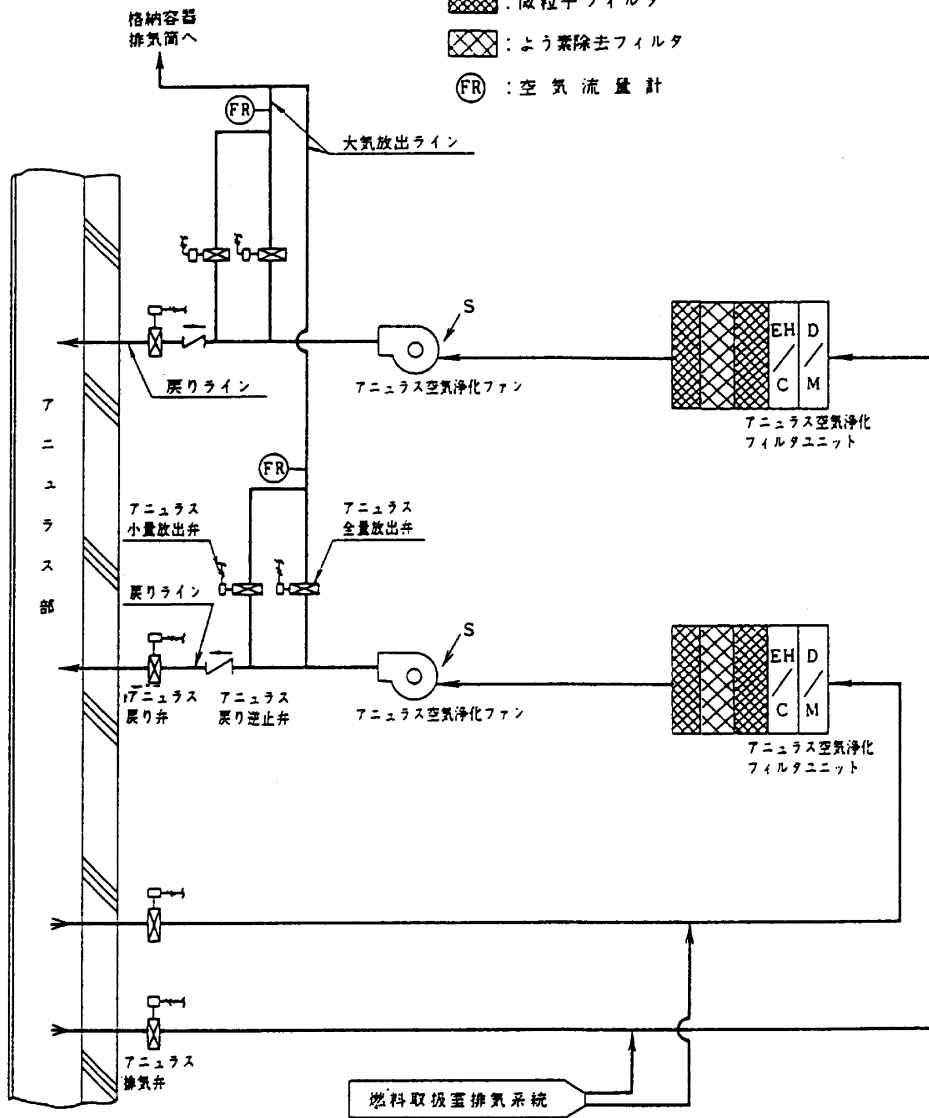 格納容器
排気筒へ
: 微粒子フィルタ
: よう素除去フィルタ
FR : 空気流量計
FR
大気放出ライン
S
EH/C D/M
アニュラス空気浄化ファン
アニュラス空気浄化
フィルタユニット
戻りライン
アニュラス部
FR
アニュラス
小量放出弁
アニュラス
全量放出弁
戻りライン
S
EH/C D/M
アニュラス
戻り弁
アニュラス
戻り逆止弁
アニュラス空気浄化ファン
アニュラス空気浄化
フィルタユニット
アニュラス
排気弁
燃料取扱室排気系統